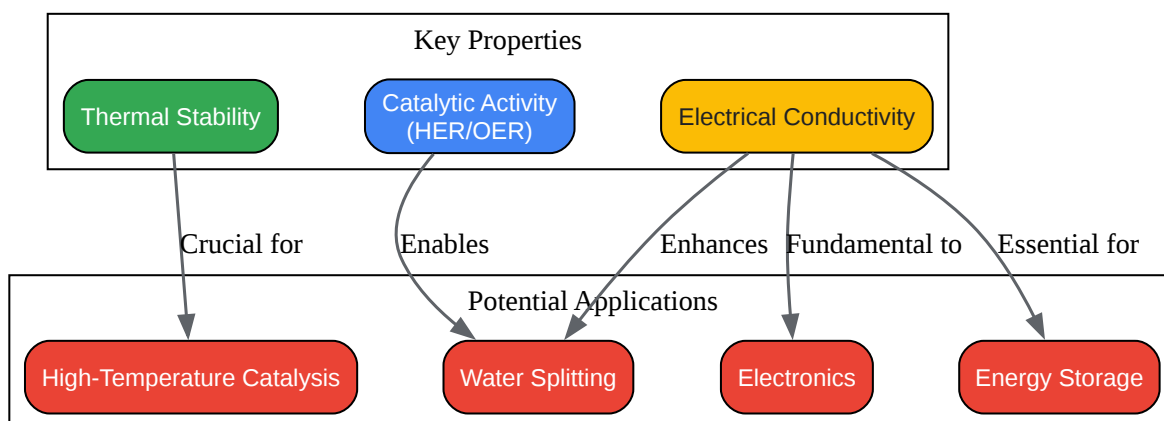 Key Properties
Thermal Stability
Catalytic Activity
(HER/OER)
Electrical Conductivity
Crucial for
Enables
Enhances
Fundamental to
Essential for
Potential Applications
High-Temperature Catalysis
Water Splitting
Electronics
Energy Storage